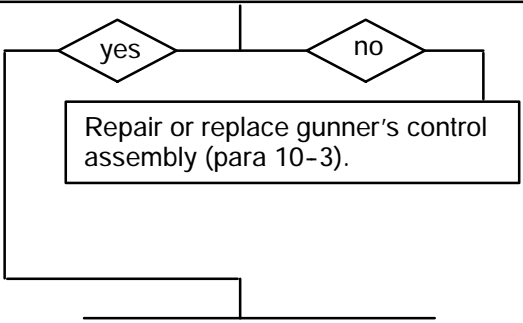 yes
no
Repair or replace gunner's control
assembly (para 10-3).